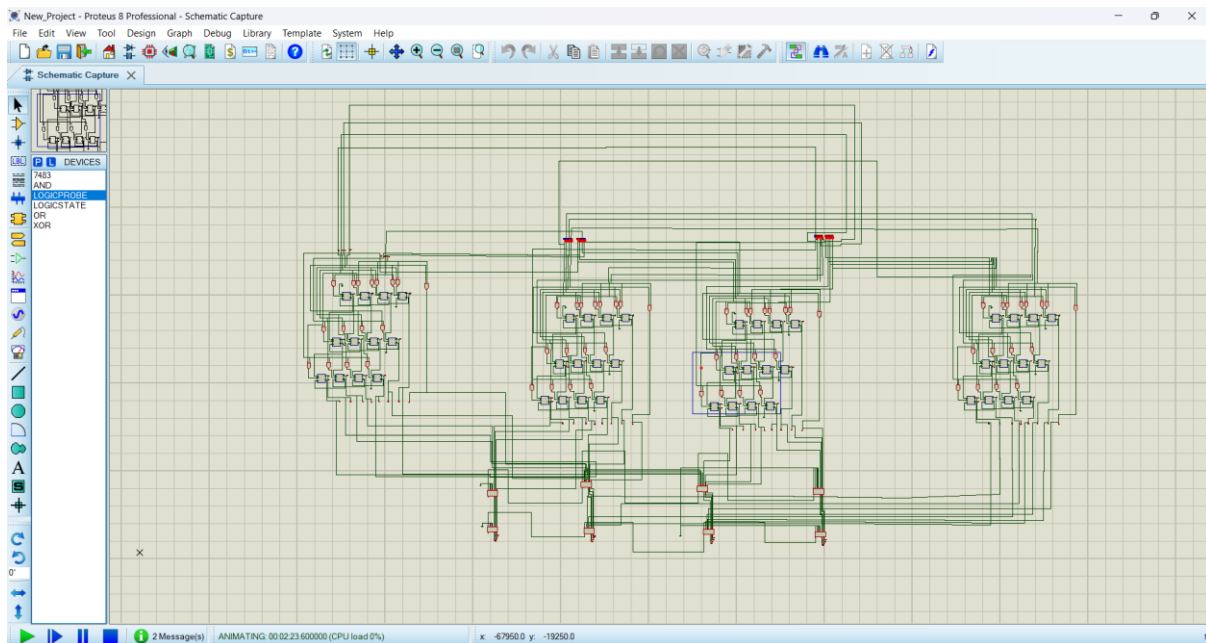 New_Project - Proteus 8 Professional - Schematic Capture
File Edit View Tool Design Graph Debug Library Template System Help
Schematic Capture
P L DEVICES
7483
AND
LOGICPROBE
LOGICSTATE
OR
XOR
LBL
A
S
0°
2 Message(s) ANIMATING: 00:02:23.600000 (CPU load 0%) x: -67950.0 y: -19250.0